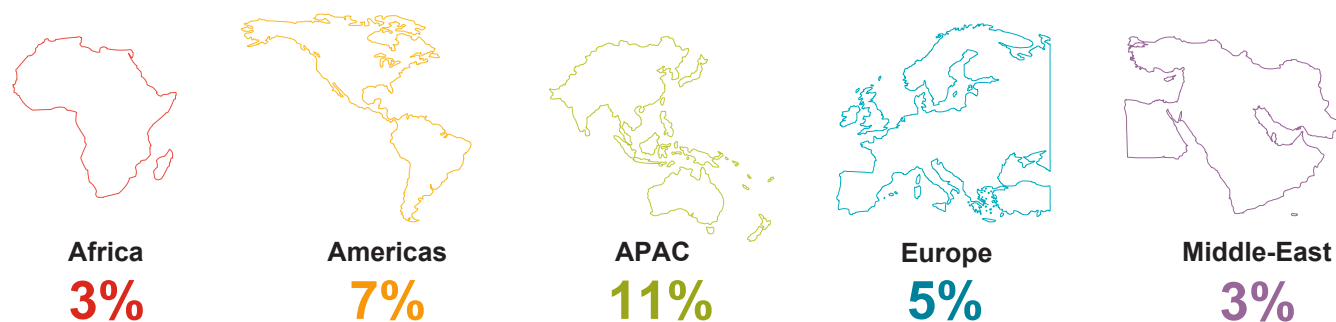 Africa
3%
Americas
7%
APAC
11%
Europe
5%
Middle-East
3%